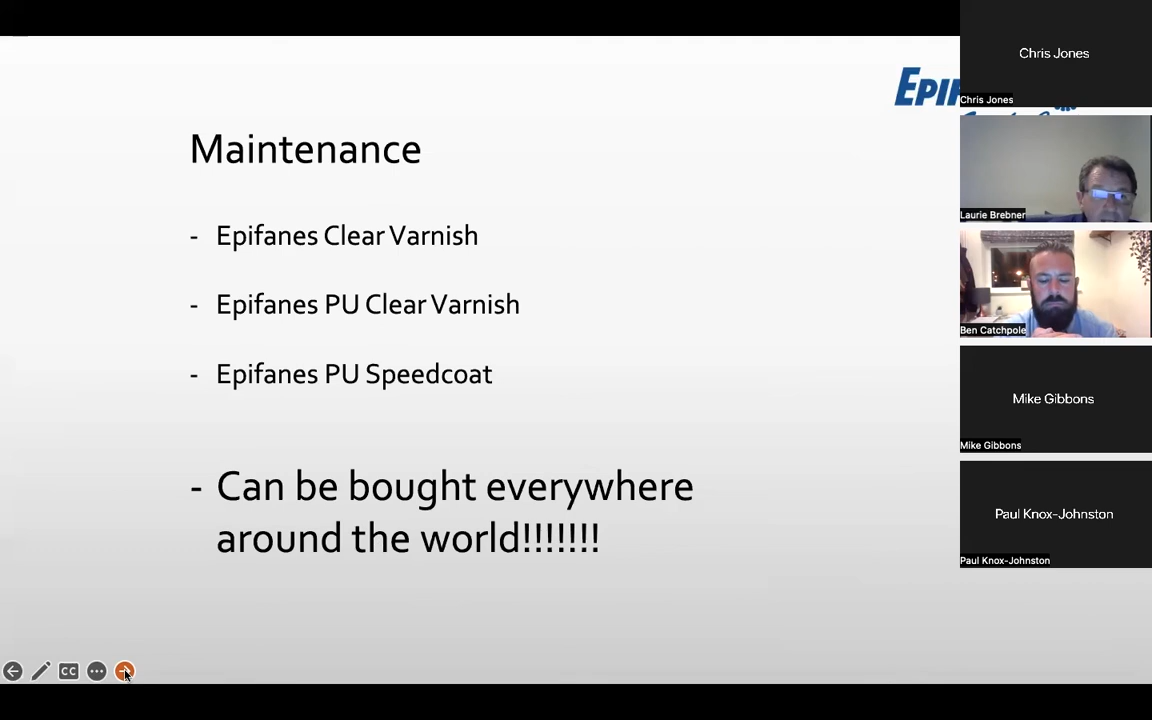 Maintenance
- Epifanes Clear Varnish
- Epifanes PU Clear Varnish
- Epifanes PU Speedcoat
- Can be bought everywhere
around the world!!!!!!!
CC
Chris Jones
Chris Jones
Laurie Brebner
Ben Catchpole
Mike Gibbons
Mike Gibbons
Paul Knox-Johnston
Paul Knox-Johnston